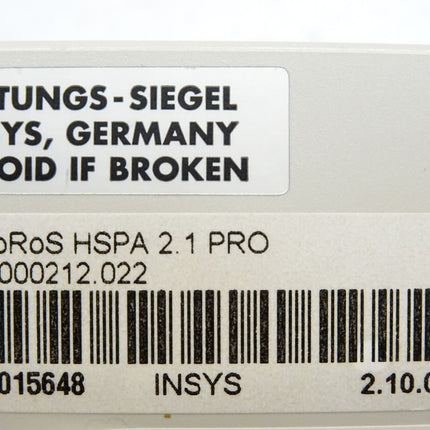 TUNGS-SIEGEL
YS, GERMANY
OID IF BROKEN
oRoS HSPA 2.1 PRO
000212.022
015648 INSYS 2.10.0